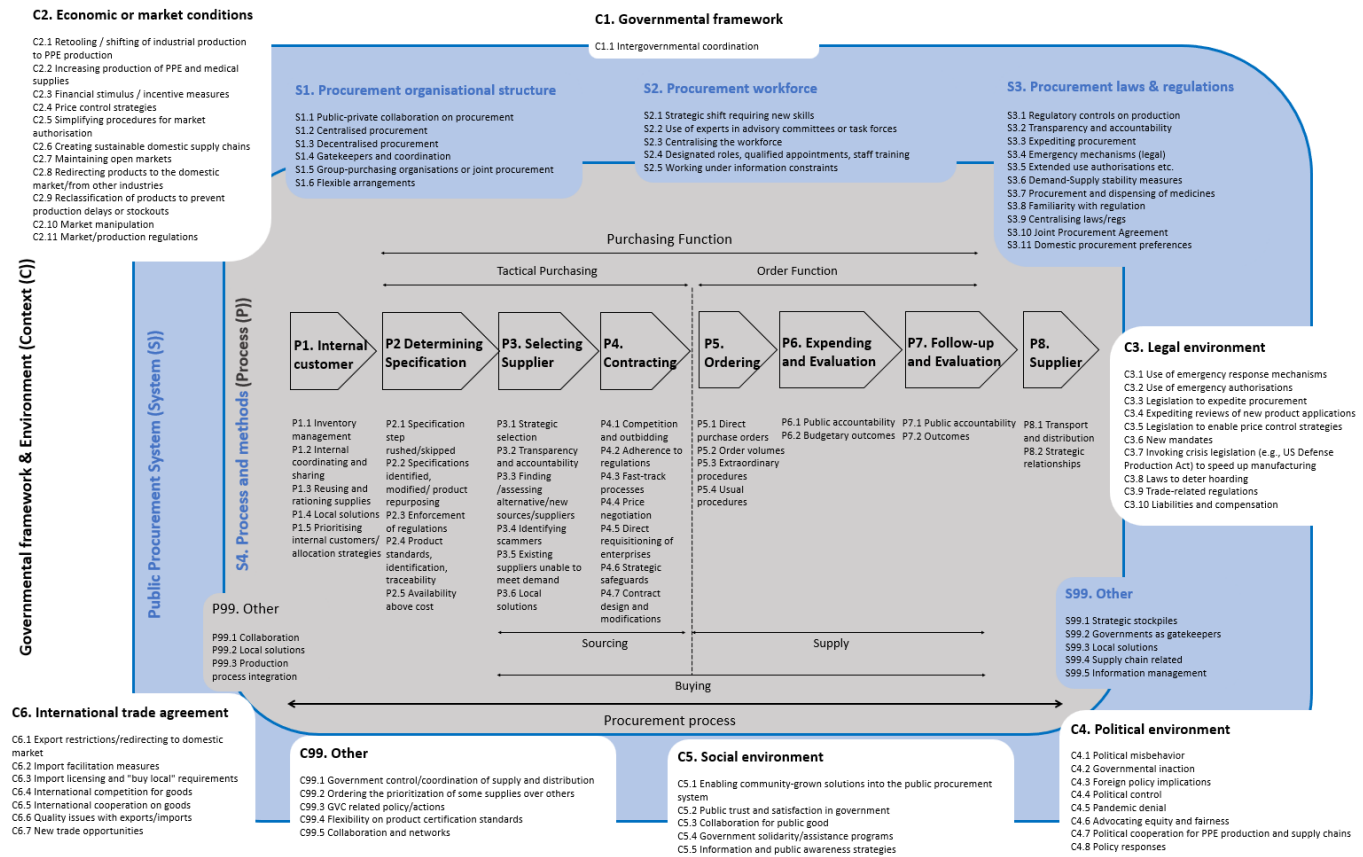 C2. Economic or market conditions
C2.1 Retooling / shifting of industrial production
to PPE production
C2.2 Increasing production of PPE and medical
supplies
C2.3 Financial stimulus / incentive measures
C2.4 Price control strategies
C2.5 Simplifying procedures for market
authorisation
C2.6 Creating sustainable domestic supply chains
C2.7 Maintaining open markets
C2.8 Redirecting products to the domestic
market/from other industries
C2.9 Reclassification of products to prevent
production delays or stockouts
C2.10 Market manipulation
C2.11 Market/production regulations
C1. Governmental framework
C1.1 Intergovernmental coordination
S1. Procurement organisational structure
S1.1 Public-private collaboration on procurement
S1.2 Centralised procurement
S1.3 Decentralised procurement
S1.4 Gatekeepers and coordination
S1.5 Group-purchasing organisations or joint procurement
S1.6 Flexible arrangements
S2. Procurement workforce
S2.1 Strategic shift requiring new skills
S2.2 Use of experts in advisory committees or task forces
S2.3 Centralising the workforce
S2.4 Designated roles, qualified appointments, staff training
S2.5 Working under information constraints
S3. Procurement laws & regulations
S3.1 Regulatory controls on production
S3.2 Transparency and accountability
S3.3 Expediting procurement
S3.4 Emergency mechanisms (legal)
S3.5 Extended use authorisations etc.
S3.6 Demand-Supply stability measures
S3.7 Procurement and dispensing of medicines
S3.8 Familiarity with regulation
S3.9 Centralising laws/regs
S3.10 Joint Procurement Agreement
S3.11 Domestic procurement preferences
Governmental framework & Environment (Context (C))
Public Procurement System (System (S))
S4. Process and methods (Process (P))
Purchasing Function
Tactical Purchasing
Order Function
P1. Internal
customer
P2 Determining
Specification
P3. Selecting
Supplier
P4.
Contracting
P5.
Ordering
P6. Expending
and Evaluation
P7. Follow-up
and Evaluation
P8.
Supplier
P1.1 Inventory
management
P1.2 Internal
coordinating and
sharing
P1.3 Reusing and
rationing supplies
P1.4 Local solutions
P1.5 Prioritising
internal customers/
allocation strategies
P2.1 Specification
step
rushed/skipped
P2.2 Specifications
identified,
modified/ product
repurposing
P2.3 Enforcement
of regulations
P2.4 Product
standards,
identification,
traceability
P2.5 Availability
above cost
P3.1 Strategic
selection
P3.2 Transparency
and accountability
P3.3 Finding
/assessing
alternative/new
sources/suppliers
P3.4 Identifying
scammers
P3.5 Existing
suppliers unable to
meet demand
P3.6 Local
solutions
P4.1 Competition
and outbidding
P4.2 Adherence to
regulations
P4.3 Fast-track
processes
P4.4 Price
negotiation
P4.5 Direct
requisitioning of
enterprises
P4.6 Strategic
safeguards
P4.7 Contract
design and
modifications
P5.1 Direct
purchase orders
P5.2 Order volumes
P5.3 Extraordinary
procedures
P5.4 Usual
procedures
P6.1 Public accountability
P6.2 Budgetary outcomes
P7.1 Public accountability
P7.2 Outcomes
P8.1 Transport
and distribution
P8.2 Strategic
relationships
Sourcing
Supply
Buying
Procurement process
P99. Other
P99.1 Collaboration
P99.2 Local solutions
P99.3 Production
process integration
C3. Legal environment
C3.1 Use of emergency response mechanisms
C3.2 Use of emergency authorisations
C3.3 Legislation to expedite procurement
C3.4 Expediting reviews of new product applications
C3.5 Legislation to enable price control strategies
C3.6 New mandates
C3.7 Invoking crisis legislation (e.g., US Defense
Production Act) to speed up manufacturing
C3.8 Laws to deter hoarding
C3.9 Trade-related regulations
C3.10 Liabilities and compensation
S99. Other
S99.1 Strategic stockpiles
S99.2 Governments as gatekeepers
S99.3 Local solutions
S99.4 Supply chain related
S99.5 Information management
C6. International trade agreement
C6.1 Export restrictions/redirecting to domestic
market
C6.2 Import facilitation measures
C6.3 Import licensing and "buy local" requirements
C6.4 International competition for goods
C6.5 International cooperation on goods
C6.6 Quality issues with exports/imports
C6.7 New trade opportunities
C99. Other
C99.1 Government control/coordination of supply and distribution
C99.2 Ordering the prioritization of some supplies over others
C99.3 GVC related policy/actions
C99.4 Flexibility on product certification standards
C99.5 Collaboration and networks
C5. Social environment
C5.1 Enabling community-grown solutions into the public procurement
system
C5.2 Public trust and satisfaction in government
C5.3 Collaboration for public good
C5.4 Government solidarity/assistance programs
C5.5 Information and public awareness strategies
C4. Political environment
C4.1 Political misbehavior
C4.2 Governmental inaction
C4.3 Foreign policy implications
C4.4 Political control
C4.5 Pandemic denial
C4.6 Advocating equity and fairness
C4.7 Political cooperation for PPE production and supply chains
C4.8 Policy responses